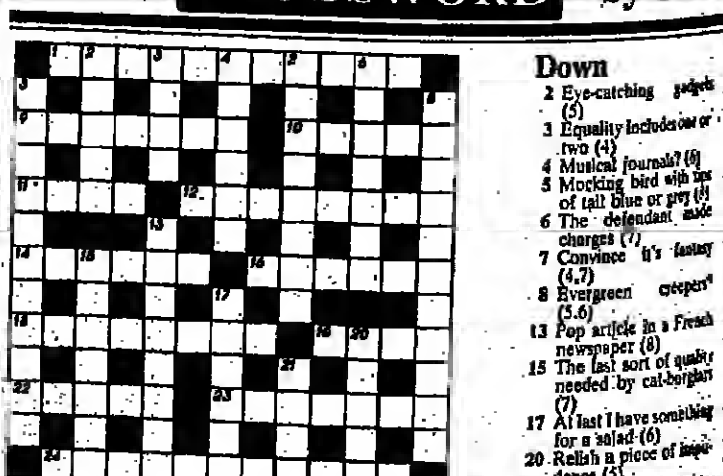 Down
2 Eye-catching gadgets
(5)
3 Equality includes one or
two (4)
4 Musical journals? (6)
5 Mocking bird with tips
of tail blue or grey (8)
6 The defendant made
charges (7)
7 Convince it's fantasy
(4,7)
8 Evergreen creepers"
(5.6)
13 Pop article in a French
newspaper (8)
15 The last sort of quality
needed by cat-burglars
(7)
17 At last I have something
for a salad (6)
20 Relish a piece of
(5)